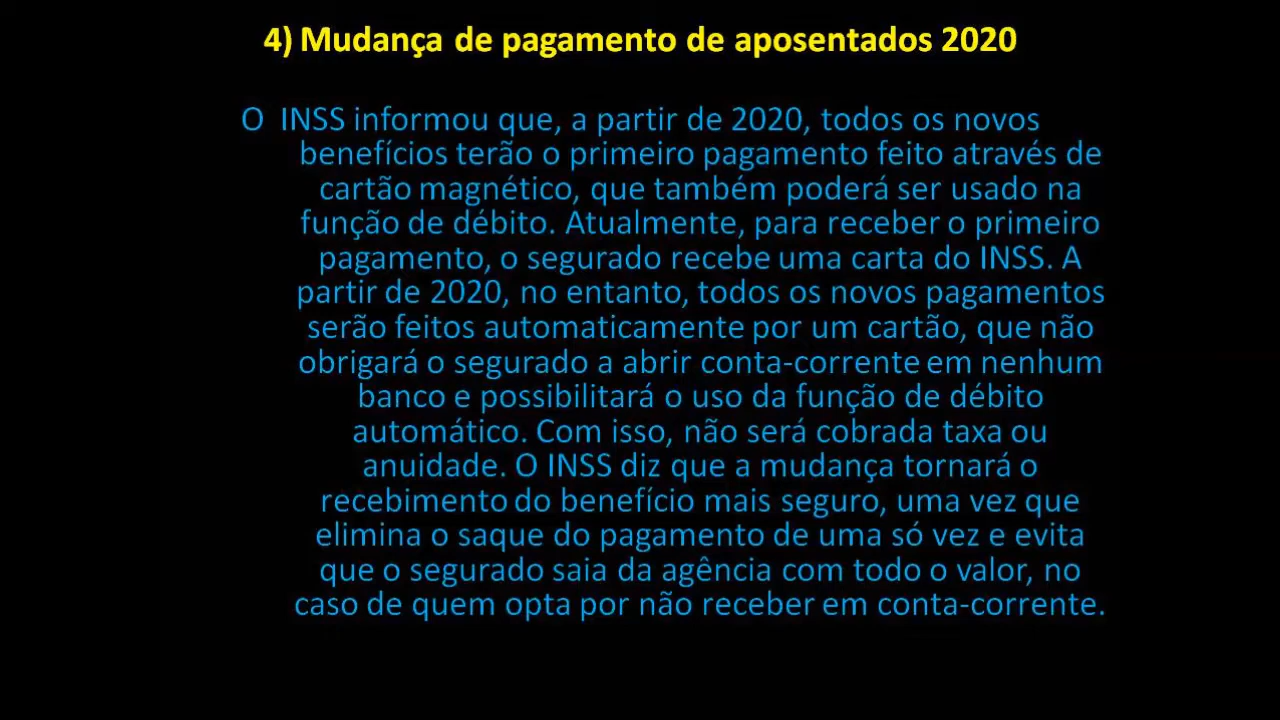 4) Mudança de pagamento de aposentados 2020
O INSS informou que, a partir de 2020, todos os novos
benefícios terão o primeiro pagamento feito através de
cartão magnético, que também poderá ser usado na
função de débito. Atualmente, para receber o primeiro
pagamento, o segurado recebe uma carta do INSS. A
partir de 2020, no entanto, todos os novos pagamentos
serão feitos automaticamente por um cartão, que não
obrigará o segurado a abrir conta-corrente em nenhum
banco e possibilitará o uso da função de débito
automático. Com isso, não será cobrada taxa ou
anuidade. O INSS diz que a mudança tornará o
recebimento do benefício mais seguro, uma vez que
elimina o saque do pagamento de uma só vez e evita
que o segurado saia da agência com todo o valor, no
caso de quem opta por não receber em conta-corrente.